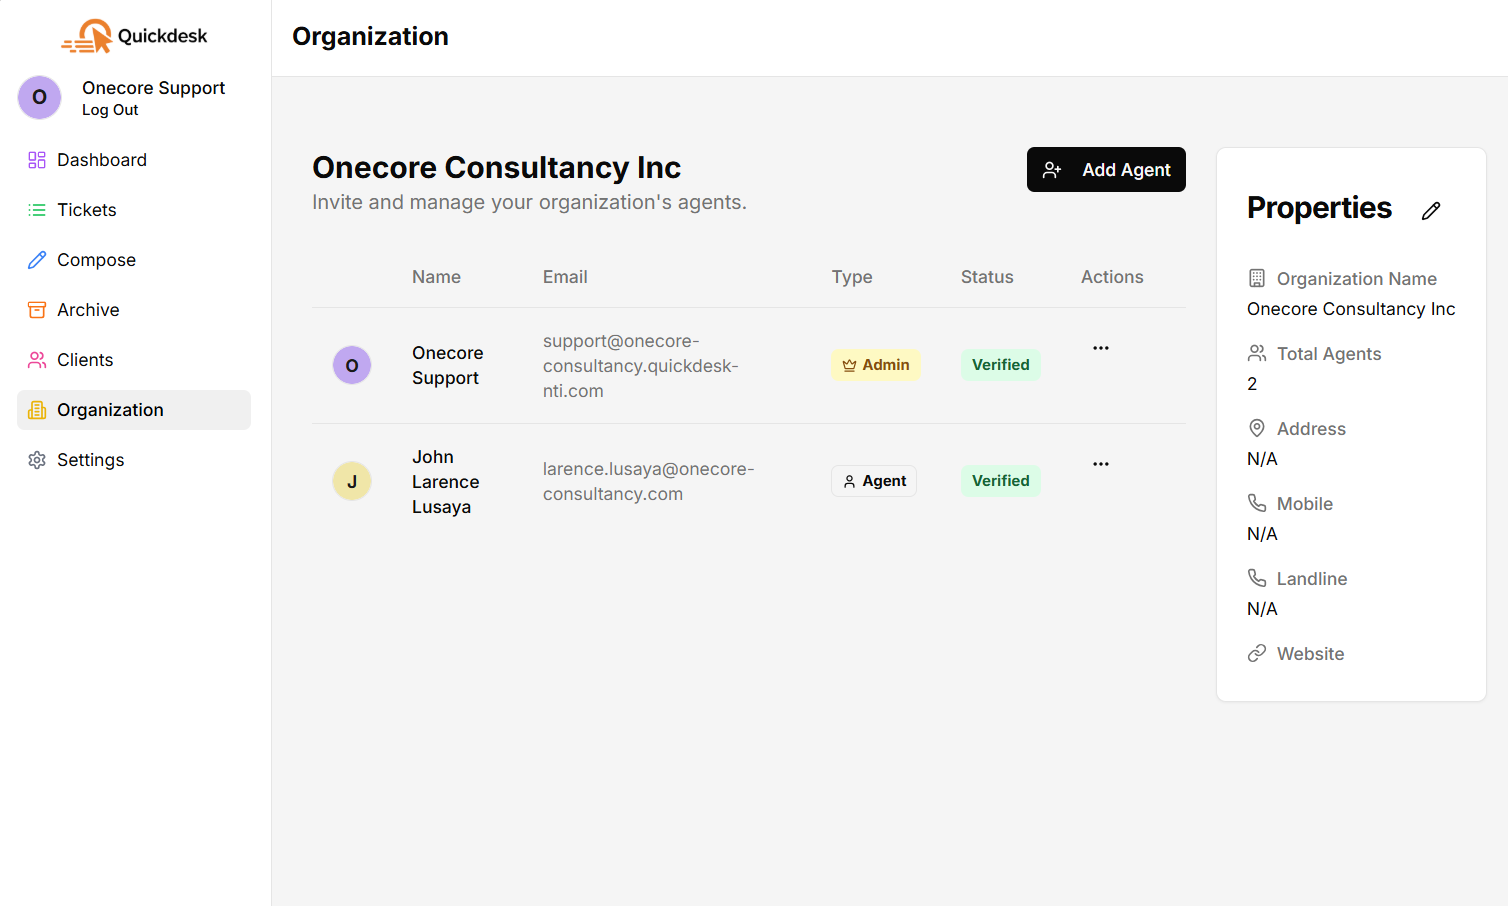 Quickdesk
O
Onecore Support
Log Out
Dashboard
Tickets
Compose
Archive
Clients
Organization
Settings
Organization
Onecore Consultancy Inc
Invite and manage your organization's agents.
Add Agent
Name Email Type Status Actions
O
Onecore
Support
support@onecore-
consultancy.quickdesk-
nti.com
Admin
Verified
...
J
John
Larence
Lusaya
larence.lusaya@onecore-
consultancy.com
Agent
Verified
...
Properties
Organization Name
Onecore Consultancy Inc
Total Agents
2
Address
N/A
Mobile
N/A
Landline
N/A
Website